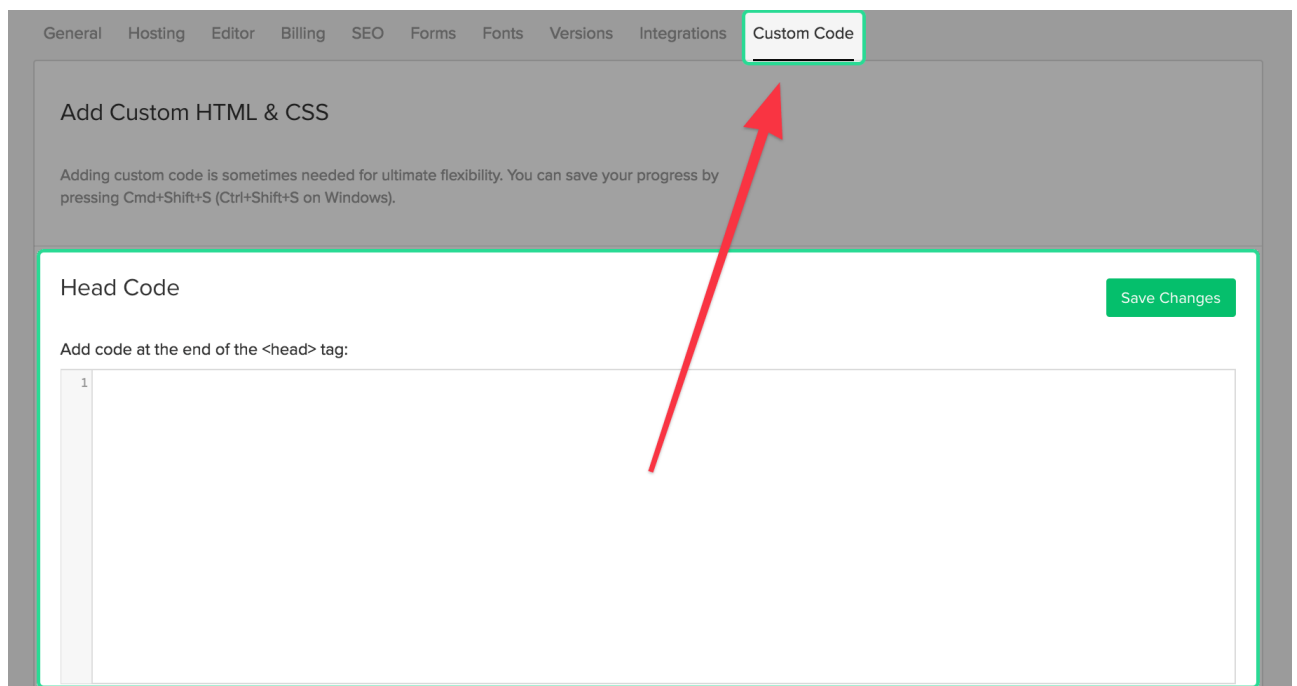 General Hosting Editor Billing SEO Forms Fonts Versions Integrations Custom Code
Add Custom HTML & CSS
Adding custom code is sometimes needed for ultimate flexibility. You can save your progress by
pressing Cmd+Shift+S (Ctrl+Shift+S on Windows).
Head Code
Save Changes
Add code at the end of the <head> tag:
1